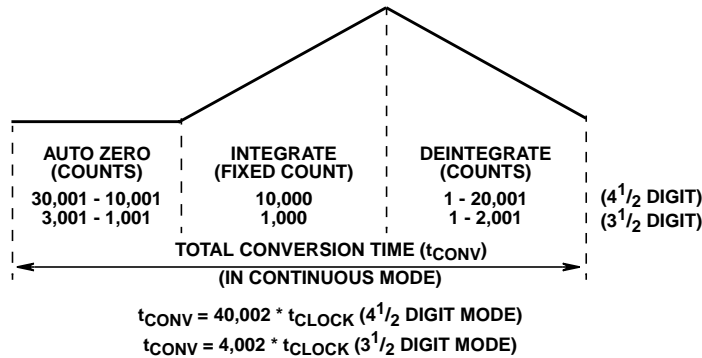 AUTO ZERO
(COUNTS)
30,001 - 10,001
3,001 - 1,001
INTEGRATE
(FIXED COUNT)
10,000
1,000
DEINTEGRATE
(COUNTS)
1 - 20,001
1 - 2,001
(4 1/2 DIGIT)
(3 1/2 DIGIT)
TOTAL CONVERSION TIME (tCONV)
(IN CONTINUOUS MODE)
tCONV = 40,002 * tCLOCK (4 1/2 DIGIT MODE)
tCONV = 4,002 * tCLOCK (3 1/2 DIGIT MODE)